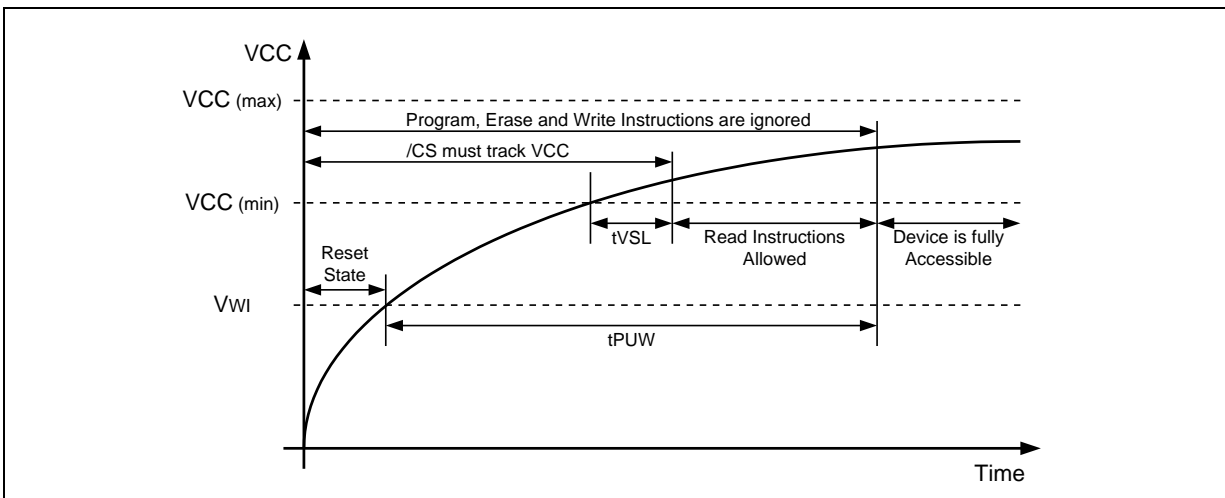 VCC
VCC (max)
Program, Erase and Write Instructions are ignored
/CS must track VCC
VCC (min)
tVSL
Read Instructions
Allowed
Device is fully
Accessible
Reset
State
VWI
tPUW
Time